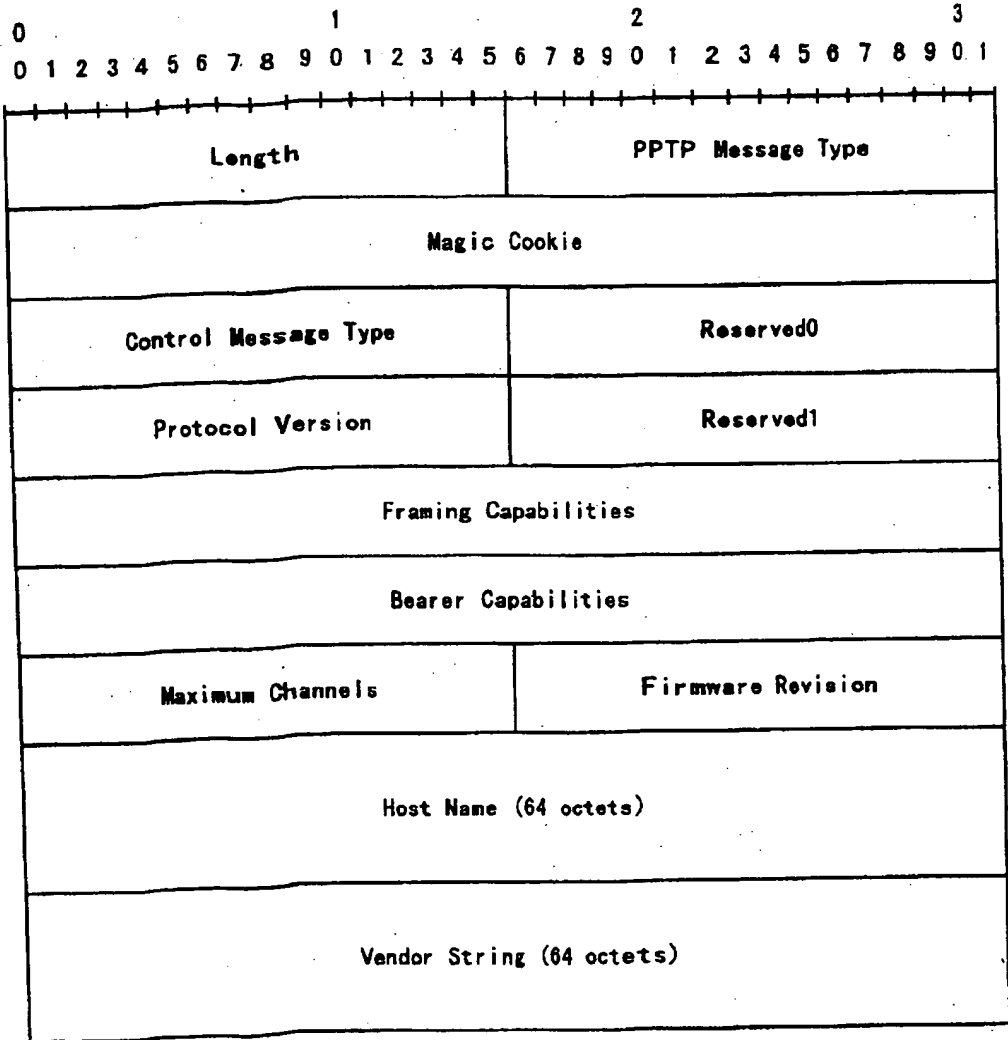 0 1 2 3
0 1 2 3 4 5 6 7 8 9 0 1 2 3 4 5 6 7 8 9 0 1 2 3 4 5 6 7 8 9 0 1
Length PPTP Message Type
Magic Cookie
Control Message Type Reserved0
Protocol Version Reserved1
Framing Capabilities
Bearer Capabilities
Maximum Channels Firmware Revision
Host Name (64 octets)
Vendor String (64 octets)